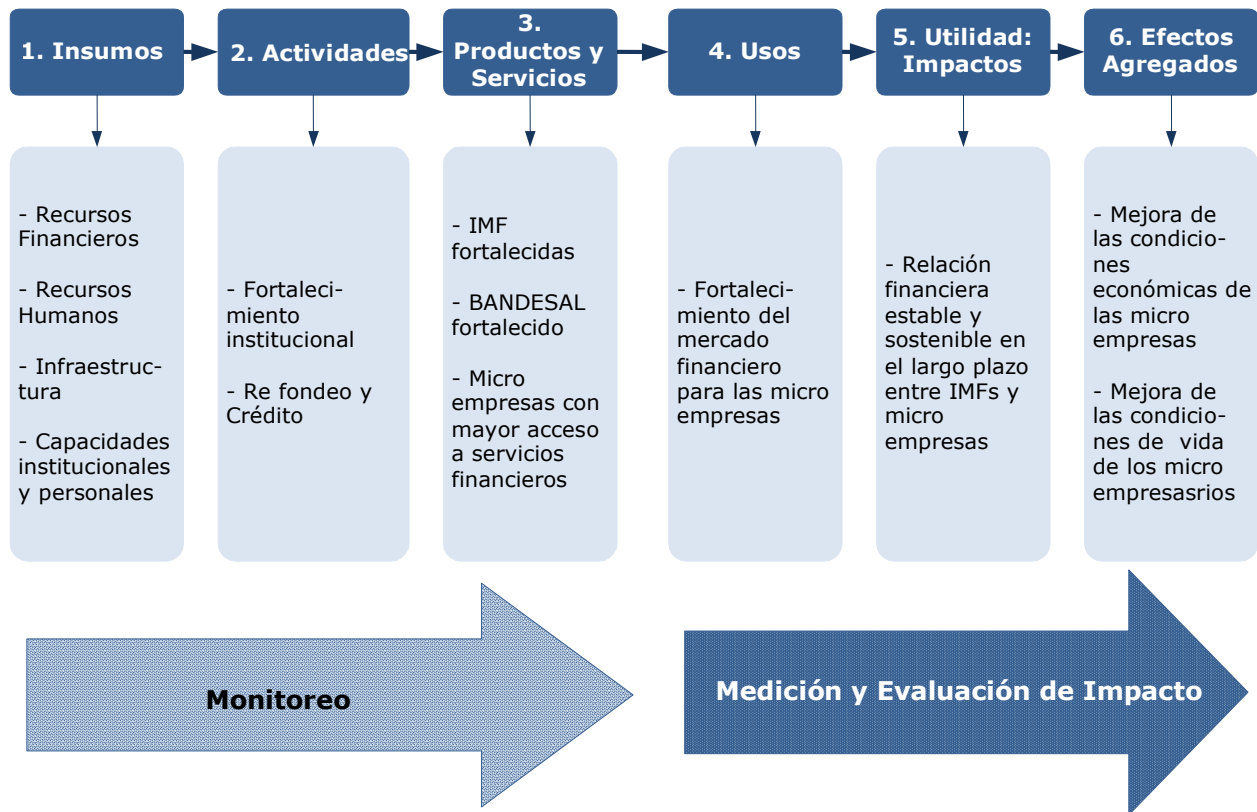 1. Insumos
2. Actividades
3.
Productos y
Servicios
4. Usos
5. Utilidad:
Impactos
6. Efectos
Agregados
- Recursos
Financieros
- Recursos
Humanos
- Infraestruc-
tura
- Capacidades
institucionales
y personales
- Fortaleci-
miento
institucional
- Re fondeo y
Crédito
- IMF
fortalecidas
- BANDESAL
fortalecido
- Micro
empresas con
mayor acceso
a servicios
financieros
- Fortaleci-
miento del
mercado
financiero
para las micro
empresas
- Relación
financiera
estable y
sostenible en
el largo plazo
entre IMFs y
micro
empresas
- Mejora de
las condicio-
nes
económicas de
las micro
empresas
- Mejora de
las condicio-
nes de  vida
de los micro
empresasrios
Monitoreo
Medición y Evaluación de Impacto